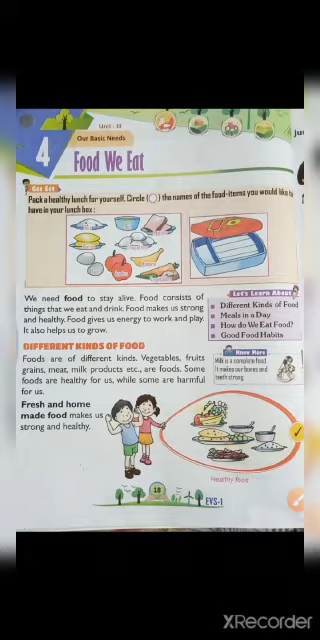 Unit : III
Our Basic Needs
4
Food We Eat
Get Set
Pack a healthy lunch for yourself. Circle ( ) the names of the food-items you would like to
have in your lunch box :
We need food to stay alive. Food consists of
things that we eat and drink. Food makes us strong
and healthy. Food gives us energy to work and play.
It also helps us to grow.
Let's Learn About
Different Kinds of Food
Meals in a Day
How do We Eat Food?
Good Food Habits
DIFFERENT KINDS OF FOOD
Foods are of different kinds. Vegetables, fruits
grains, meat, milk products etc., are foods. Some
foods are healthy for us, while some are harmful
for us.
Know More
Milk is a complete food.
It makes our bones and
teeth strong.
Fresh and home
made food makes us
strong and healthy.
Healthy food
18
EVS-1
XRecorder